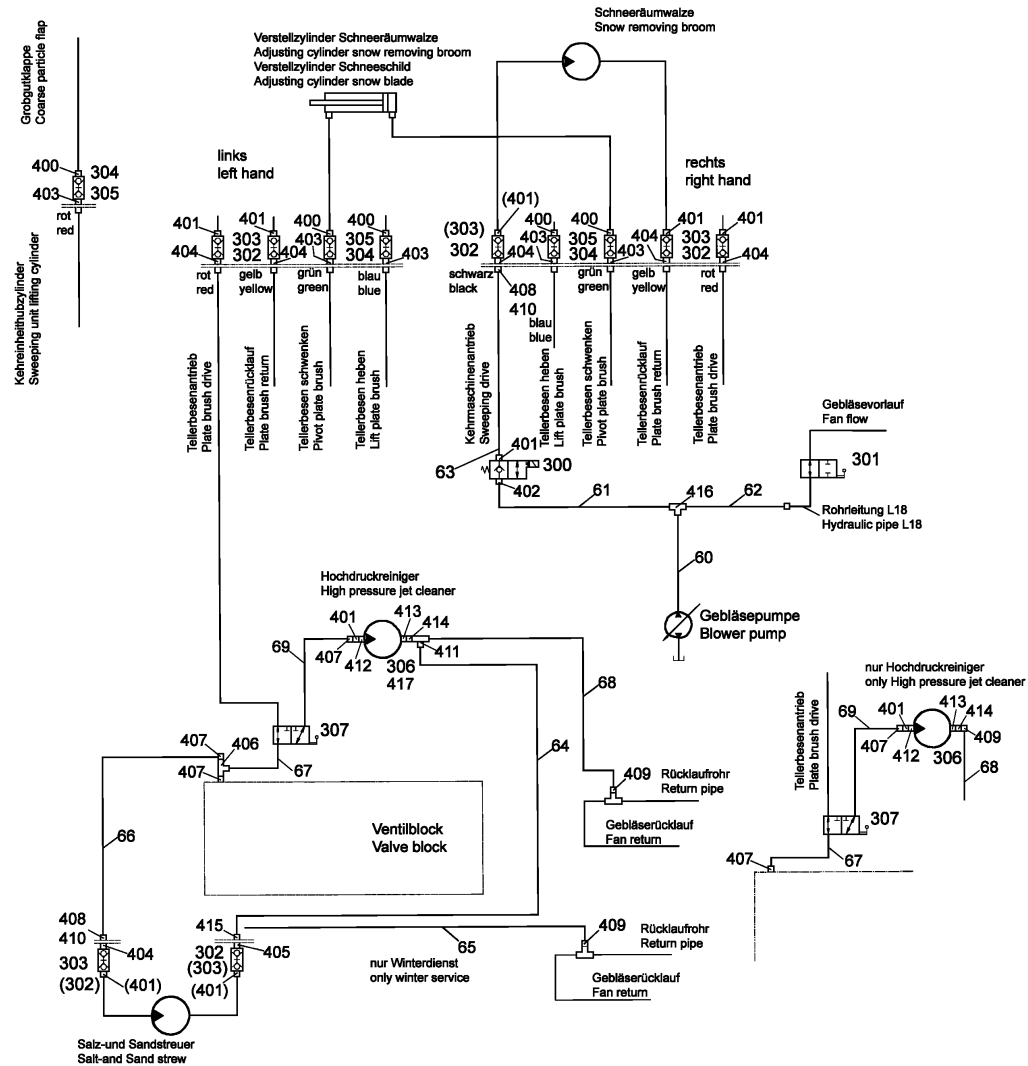 Schneeräumwalze
Snow removing broom
Verstellzylinder Schneeräumwalze
Adjusting cylinder snow removing broom
Verstellzylinder Schneeschild
Adjusting cylinder snow blade
Grobgutklappe
Coarse particle flap
400
304
403
305
rot
red
Kehreinheithubzylinder
Sweeping unit lifting cylinder
links
left hand
rechts
right hand
401
404
rot
red
401
303
302
404
gelb
yellow
400
403
grün
green
400
305
304
403
blau
blue
(401)
(303)
302
404
schwarz
black
408
410
400
403
blau
blue
400
305
304
403
grün
green
401
404
gelb
yellow
401
303
302
404
rot
red
Tellerbesenantrieb
Plate brush drive
Tellerbesenrücklauf
Plate brush return
Tellerbesen schwenken
Pivot plate brush
Tellerbesen heben
Lift plate brush
Kehrmaschinenantrieb
Sweeping drive
Tellerbesen heben
Lift plate brush
Tellerbesen schwenken
Pivot plate brush
Tellerbesenrücklauf
Plate brush return
Tellerbesenantrieb
Plate brush drive
Gebläsevorlauf
Fan flow
63
401
300
402
301
61
416
62
Rohrleitung L18
Hydraulic pipe L18
60
Gebläsepumpe
Blower pump
Hochdruckreiniger
High pressure jet cleaner
401
413
414
69
407
412
306
417
411
68
307
407
406
407
67
64
66
Ventilblock
Valve block
409
Rücklaufrohr
Return pipe
Gebläserücklauf
Fan return
nur Hochdruckreiniger
only High pressure jet cleaner
Tellerbesenantrieb
Plate brush drive
69
401
413
414
407
412
306
409
68
307
407
67
408
410
404
303
(302)
(401)
415
302
405
(303)
(401)
65
nur Winterdienst
only winter service
409
Rücklaufrohr
Return pipe
Gebläserücklauf
Fan return
Salz-und Sandstreuer
Salt-and Sand strew